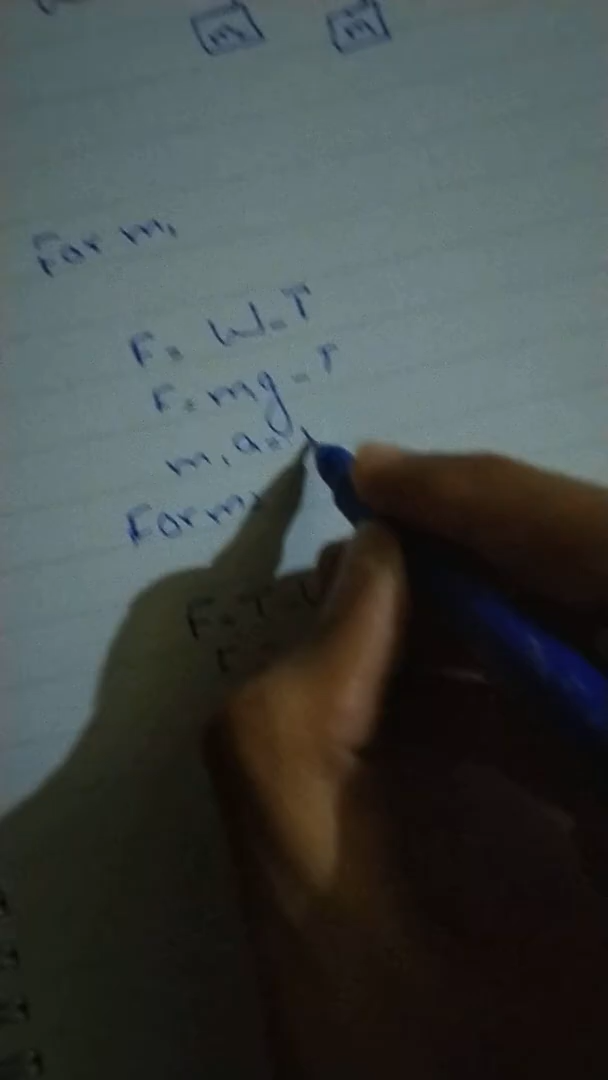 m m
For m,
F = W - T
F = mg - T
m, a =
For m
F = T -
F